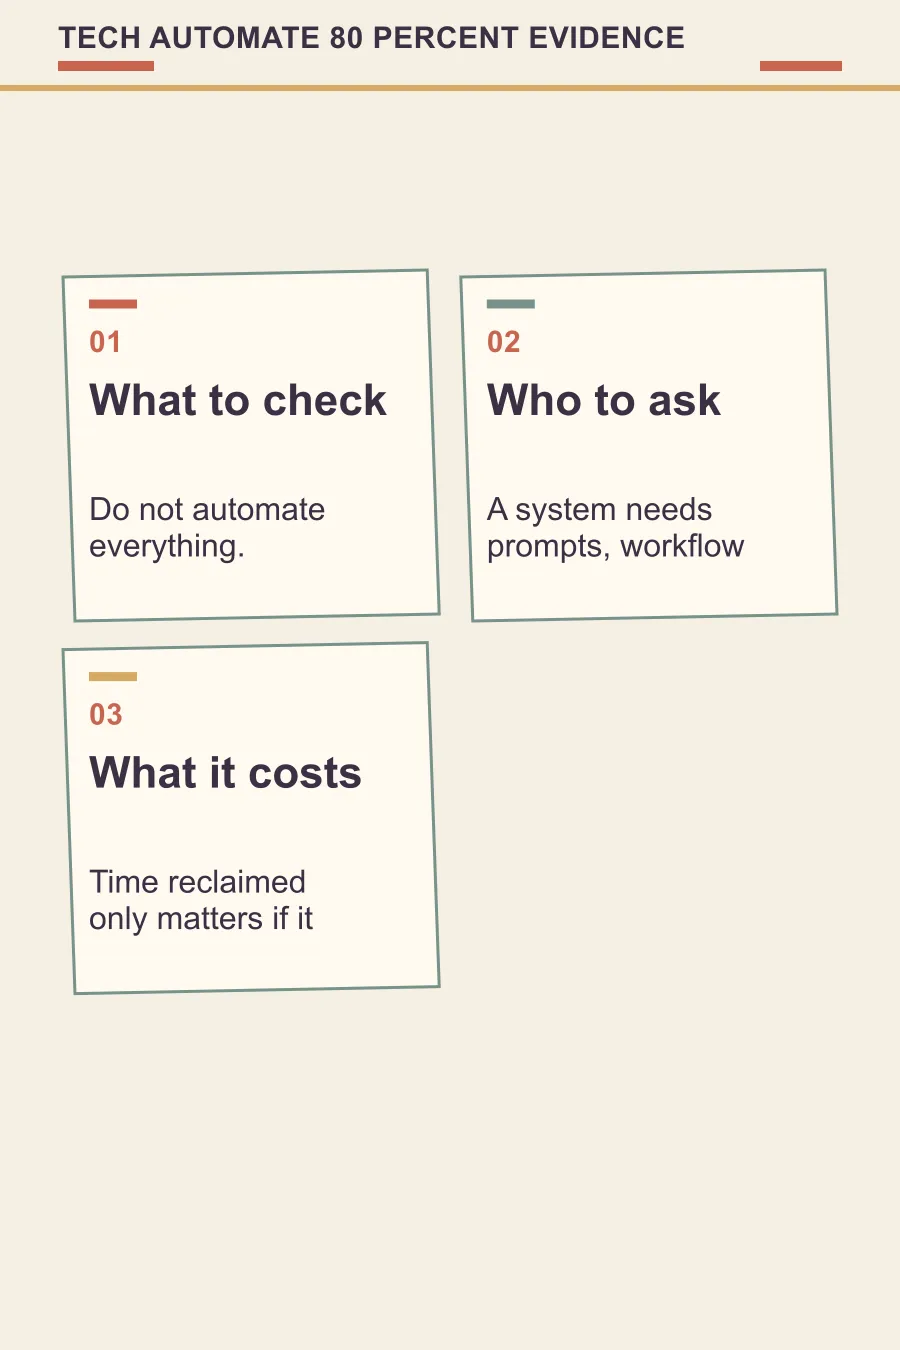 TECH AUTOMATE 80 PERCENT EVIDENCE
01
What to check
Do not automate
everything.
02
Who to ask
A system needs
prompts, workflow
03
What it costs
Time reclaimed
only matters if it